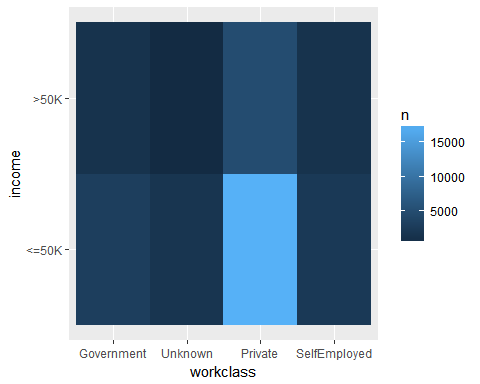 >50K
<=50K
income
Government Unknown Private SelfEmployed
workclass
n
15000
10000
5000